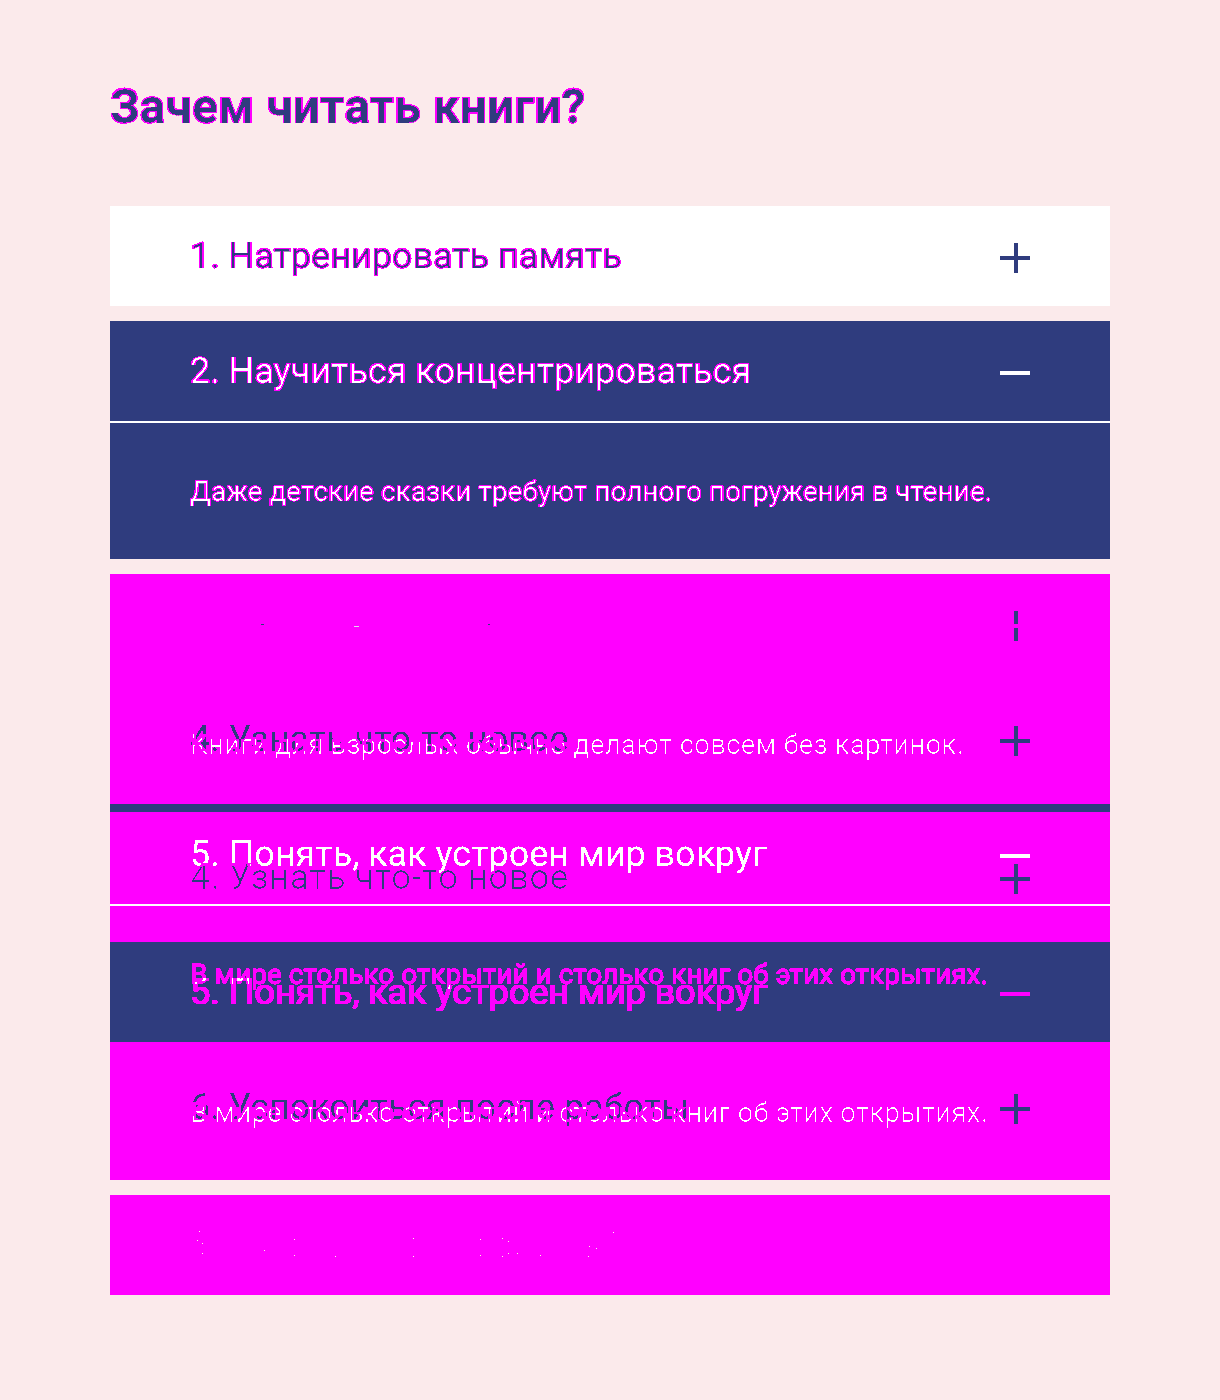 Зачем читать книги?
1. Натренировать память
2. Научиться концентрироваться
Даже детские сказки требуют полного погружения в чтение.
4. Узнать что-то новое
Книги для взрослых обычно делают совсем без картинок.
5. Понять, как устроен мир вокруг
4. Узнать что-то новое
В мире столько открытий и столько книг об этих открытиях.
5. Понять, как устроен мир вокруг
6. Успокоиться после работы
В мире столько открытий и столько книг об этих открытиях.